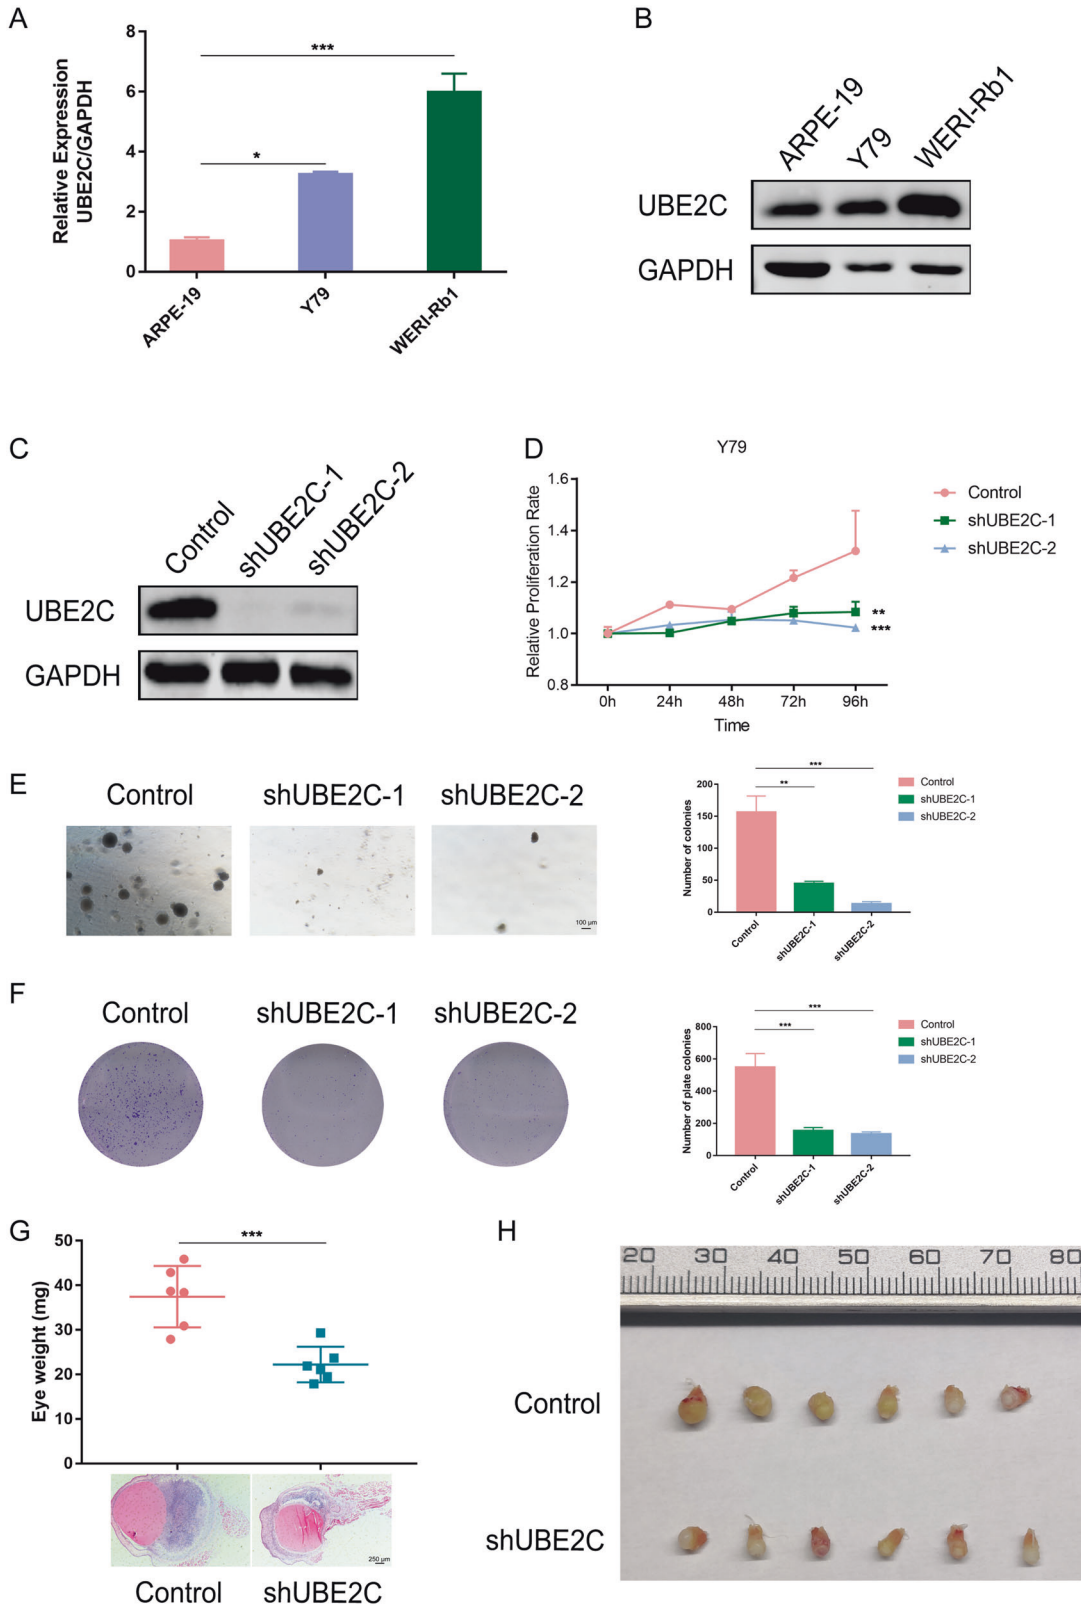 A
Relative Expression
UBE2C/GAPDH
8
6
4
2
0
***
*
ARPE-19
Y79
WERI-Rb1
B
ARPE-19
Y79
WERI-Rb1
UBE2C
GAPDH
C
Control
shUBE2C-1
shUBE2C-2
UBE2C
GAPDH
D
Y79
Relative Proliferation Rate
1.6
1.4
1.2
1.0
0.8
0h 24h 48h 72h 96h
Time
**
***
Control
shUBE2C-1
shUBE2C-2
E
Control shUBE2C-1 shUBE2C-2
100 μm
Number of colonies
200
150
100
50
0
***
**
Control
shUBE2C-1
shUBE2C-2
Control
shUBE2C-1
shUBE2C-2
F
Control shUBE2C-1 shUBE2C-2
Number of plate colonies
800
600
400
200
0
***
***
Control
shUBE2C-1
shUBE2C-2
Control
shUBE2C-1
shUBE2C-2
G
Eye weight (mg)
50
40
30
20
10
0
***
250 μm
Control shUBE2C
H
20 30 40 50 60 70 80
Control
shUBE2C